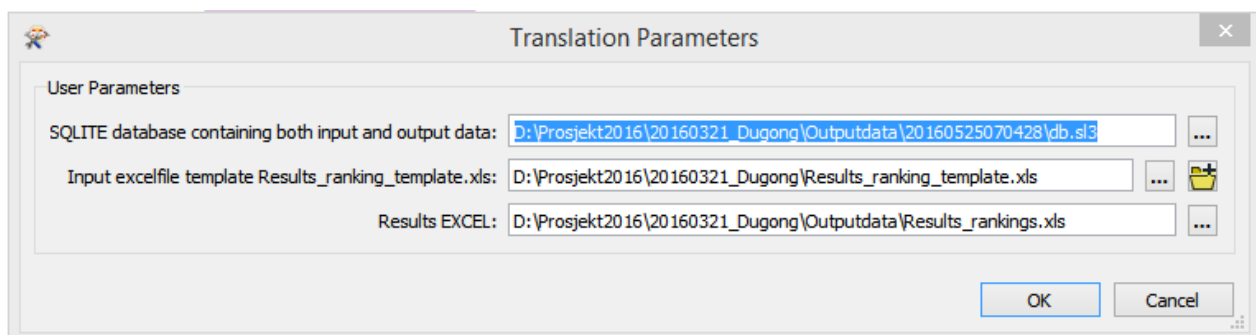 Translation Parameters
User Parameters
SQLITE database containing both input and output data: D:\Prosjekt2016\20160321_Dugong\Outputdata\20160525070428\db.sl3 ...
Input excelfile template Results_ranking_template.xls: D:\Prosjekt2016\20160321_Dugong\Results_ranking_template.xls ...
Results EXCEL: D:\Prosjekt2016\20160321_Dugong\Outputdata\Results_rankings.xls ...
OK Cancel